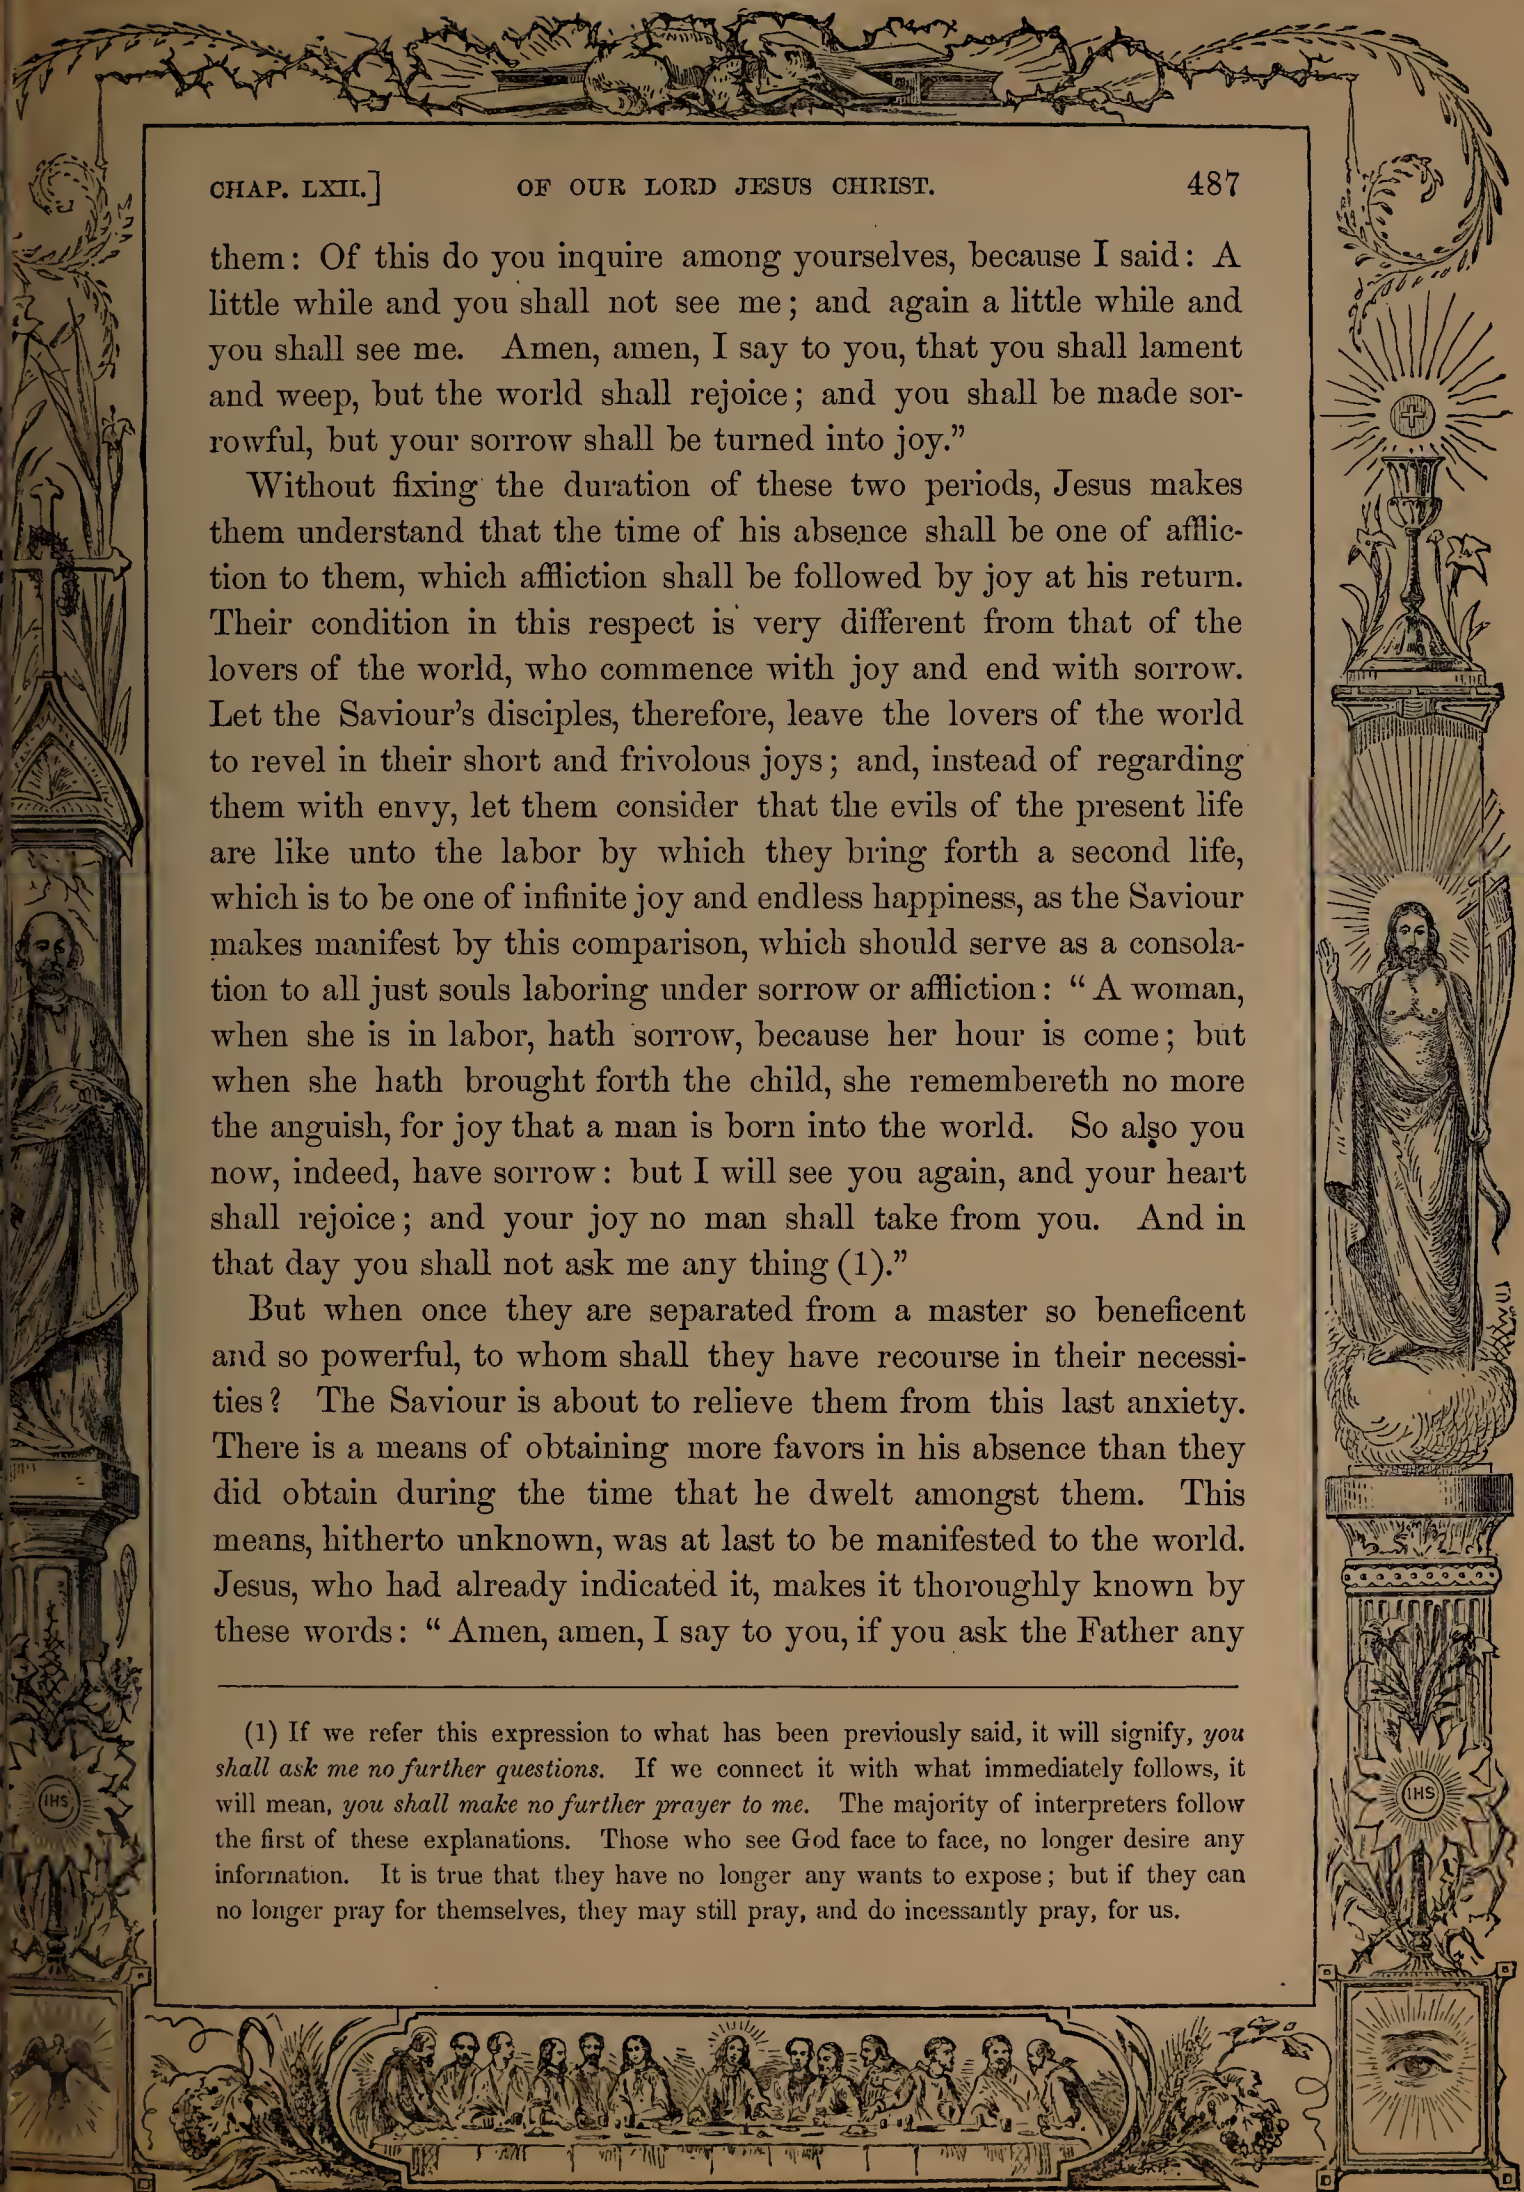 CHAP. LXII.] OF OUR LORD JESUS CHRIST. 487
them: Of this do you inquire among yourselves, because I said: A
little while and you shall not see me; and again a little while and
you shall see me. Amen, amen, I say to you, that you shall lament
and weep, but the world shall rejoice; and you shall be made sor-
rowful, but your sorrow shall be turned into joy.”
Without fixing the duration of these two periods, Jesus makes
them understand that the time of his absence shall be one of afflic-
tion to them, which affliction shall be followed by joy at his return.
Their condition in this respect is very different from that of the
lovers of the world, who commence with joy and end with sorrow.
Let the Saviour’s disciples, therefore, leave the lovers of the world
to revel in their short and frivolous joys; and, instead of regarding
them with envy, let them consider that the evils of the present life
are like unto the labor by which they bring forth a second life,
which is to be one of infinite joy and endless happiness, as the Saviour
makes manifest by this comparison, which should serve as a consola-
tion to all just souls laboring under sorrow or affliction: “A woman,
when she is in labor, hath sorrow, because her hour is come; but
when she hath brought forth the child, she remembereth no more
the anguish, for joy that a man is born into the world. So also you
now, indeed, have sorrow: but I will see you again, and your heart
shall rejoice; and your joy no man shall take from you. And in
that day you shall not ask me any thing (1).”
But when once they are separated from a master so beneficent
and so powerful, to whom shall they have recourse in their necessi-
ties? The Saviour is about to relieve them from this last anxiety.
There is a means of obtaining more favors in his absence than they
did obtain during the time that he dwelt amongst them. This
means, hitherto unknown, was at last to be manifested to the world.
Jesus, who had already indicated it, makes it thoroughly known by
these words: “Amen, amen, I say to you, if you ask the Father any
(1) If we refer this expression to what has been previously said, it will signify, you
shall ask me no further questions. If we connect it with what immediately follows, it
will mean, you shall make no further prayer to me. The majority of interpreters follow
the first of these explanations. Those who see God face to face, no longer desire any
information. It is true that they have no longer any wants to expose; but if they can
no longer pray for themselves, they may still pray, and do incessantly pray, for us.
IHS
IHS